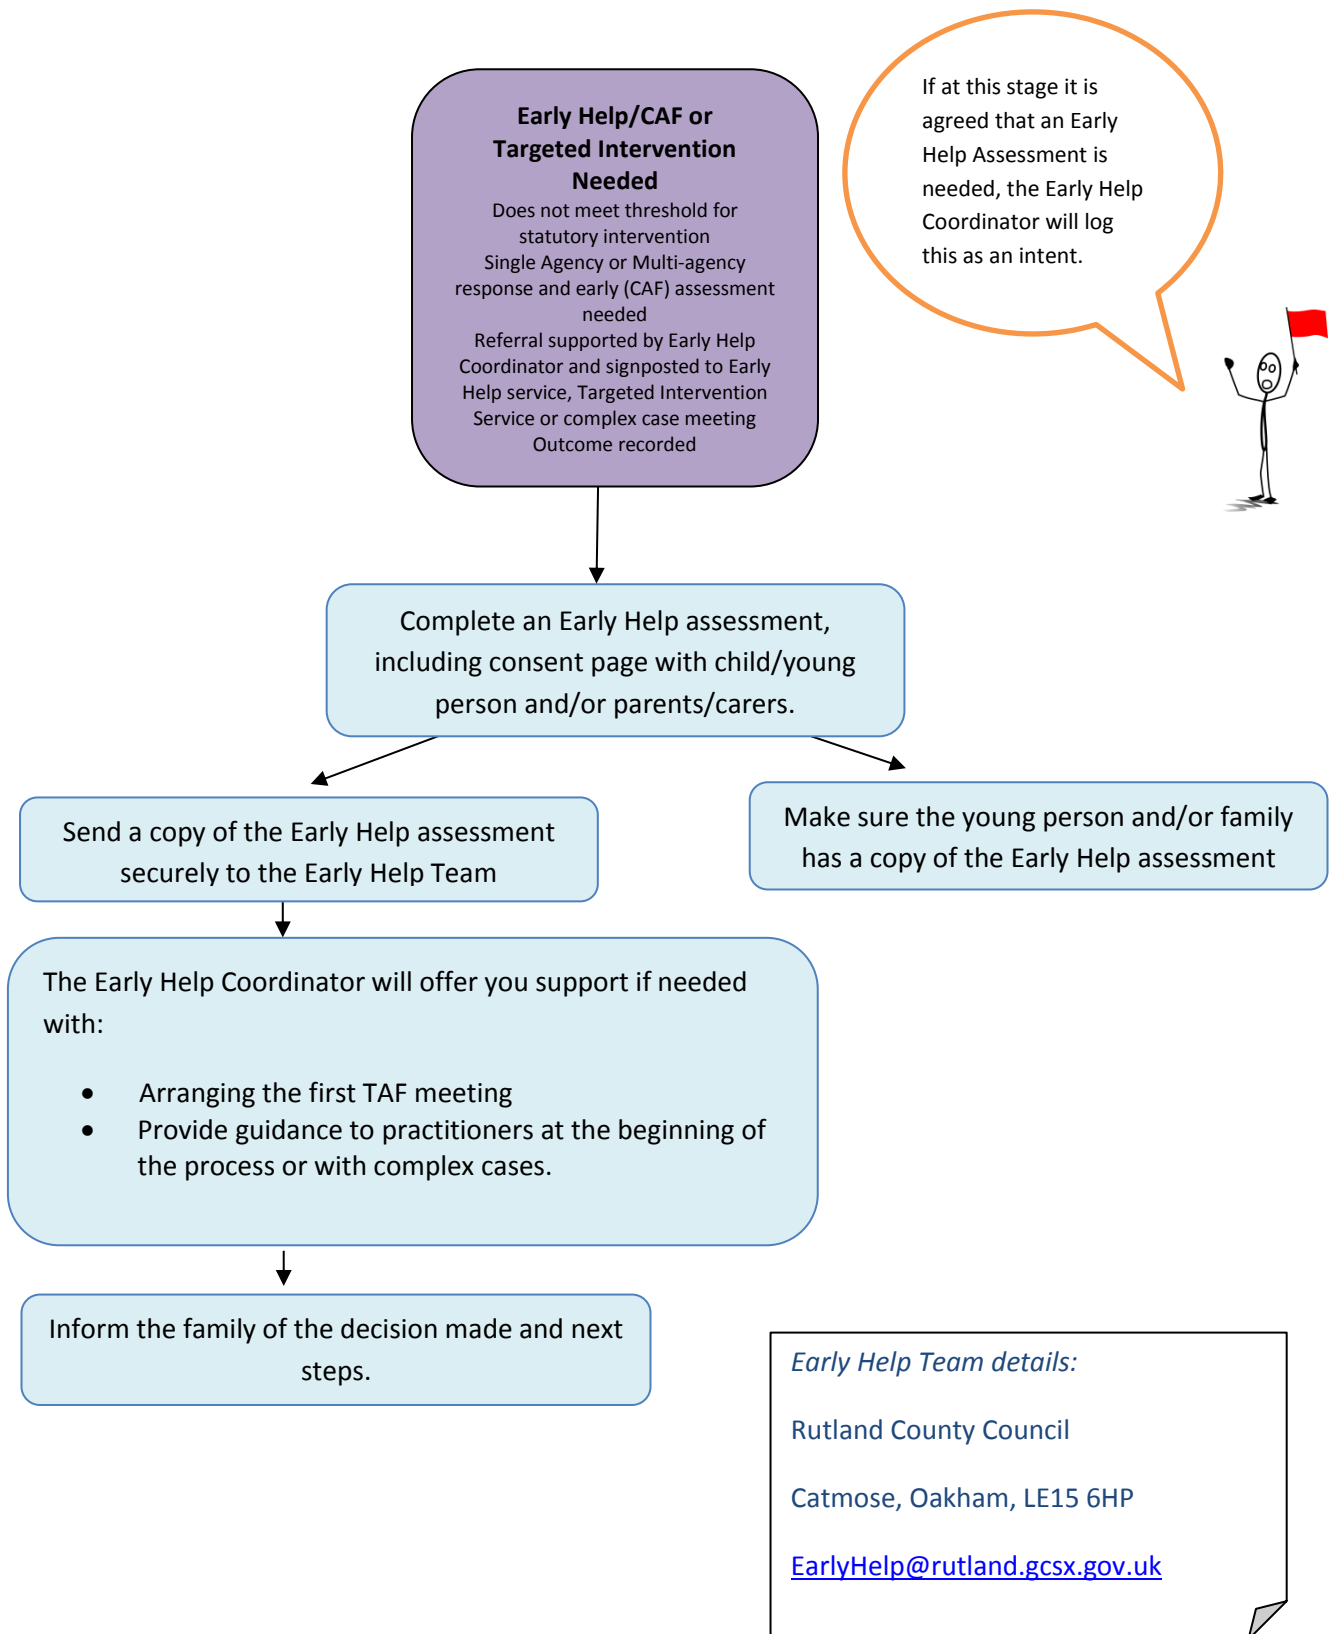 Early Help/CAF or
Targeted Intervention
Needed
Does not meet threshold for
statutory intervention
Single Agency or Multi-agency
response and early (CAF) assessment
needed
Referral supported by Early Help
Coordinator and signposted to Early
Help service, Targeted Intervention
Service or complex case meeting
Outcome recorded
If at this stage it is
agreed that an Early
Help Assessment is
needed, the Early Help
Coordinator will log
this as an intent.
Complete an Early Help assessment,
including consent page with child/young
person and/or parents/carers.
Send a copy of the Early Help assessment
securely to the Early Help Team
Make sure the young person and/or family
has a copy of the Early Help assessment
The Early Help Coordinator will offer you support if needed
with:
• Arranging the first TAF meeting
• Provide guidance to practitioners at the beginning of
the process or with complex cases.
Inform the family of the decision made and next
steps.
Early Help Team details:
Rutland County Council
Catmose, Oakham, LE15 6HP
EarlyHelp@rutland.gcsx.gov.uk